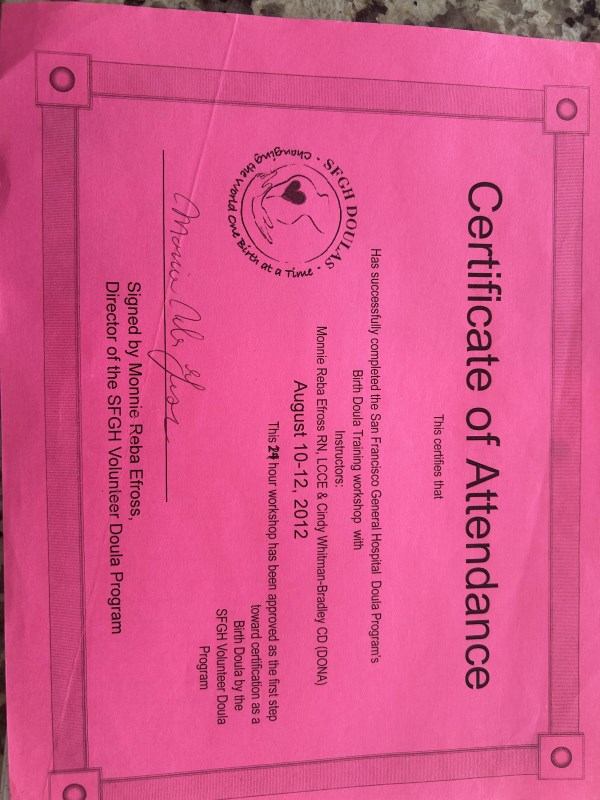 Certificate of Attendance
This certifies that
Has successfully completed the San Francisco General Hospital Doula Program's
Birth Doula Training workshop with
Instructors:
Monnie Reba Efross RN, LCCE & Cindy Whitman-Bradley CD (DONA)
August 10-12, 2012
This 24 hour workshop has been approved as the first step
toward certification as a
Birth Doula by the
SFGH Volunteer Doula
Program
SFGH DOULAS
· Changing the World One Birth at a Time ·
Monnie Reba Efross
Signed by Monnie Reba Efross,
Director of the SFGH Volunteer Doula Program